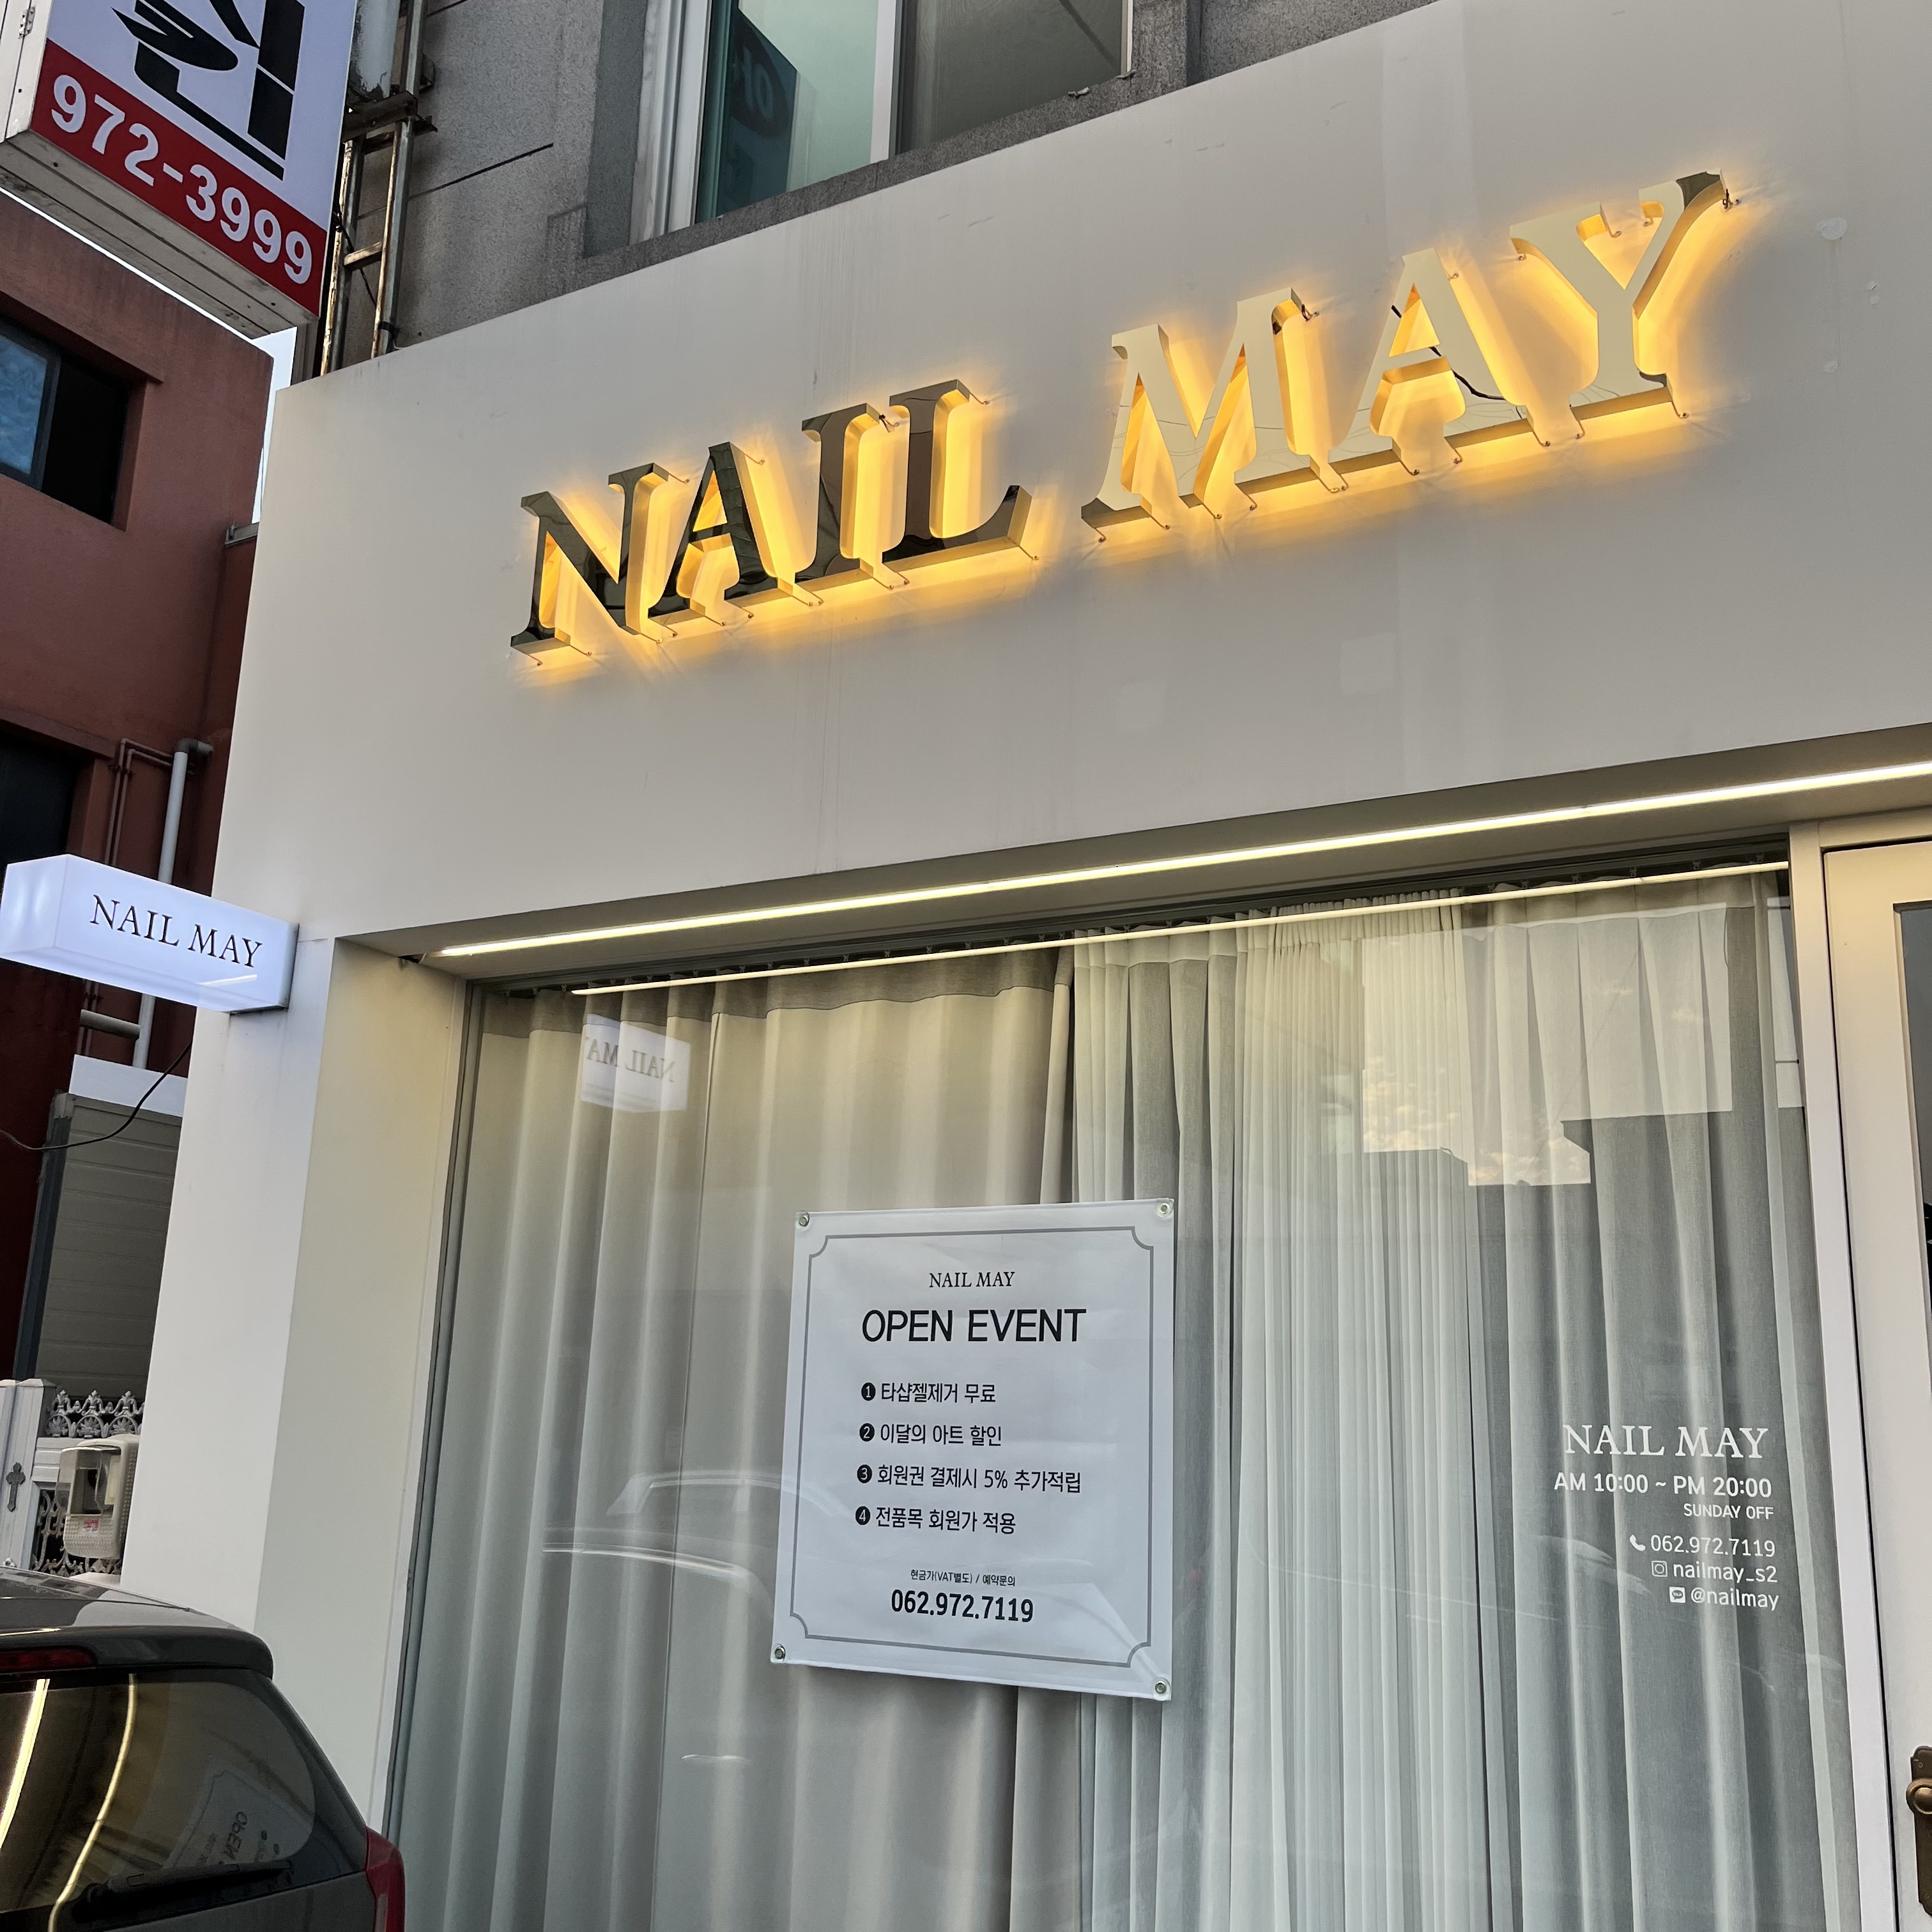 972-3999
NAIL MAY
NAIL MAY
NAIL MAY
OPEN EVENT
❶ 타샵젤제거 무료
❷ 이달의 아트 할인
❸ 회원권 결제시 5% 추가적립
❹ 전품목 회원가 적용
현금가(VAT별도) / 예약문의
062.972.7119
NAIL MAY
AM 10:00 ~ PM 20:00
SUNDAY OFF
062.972.7119
nailmay_s2
@nailmay